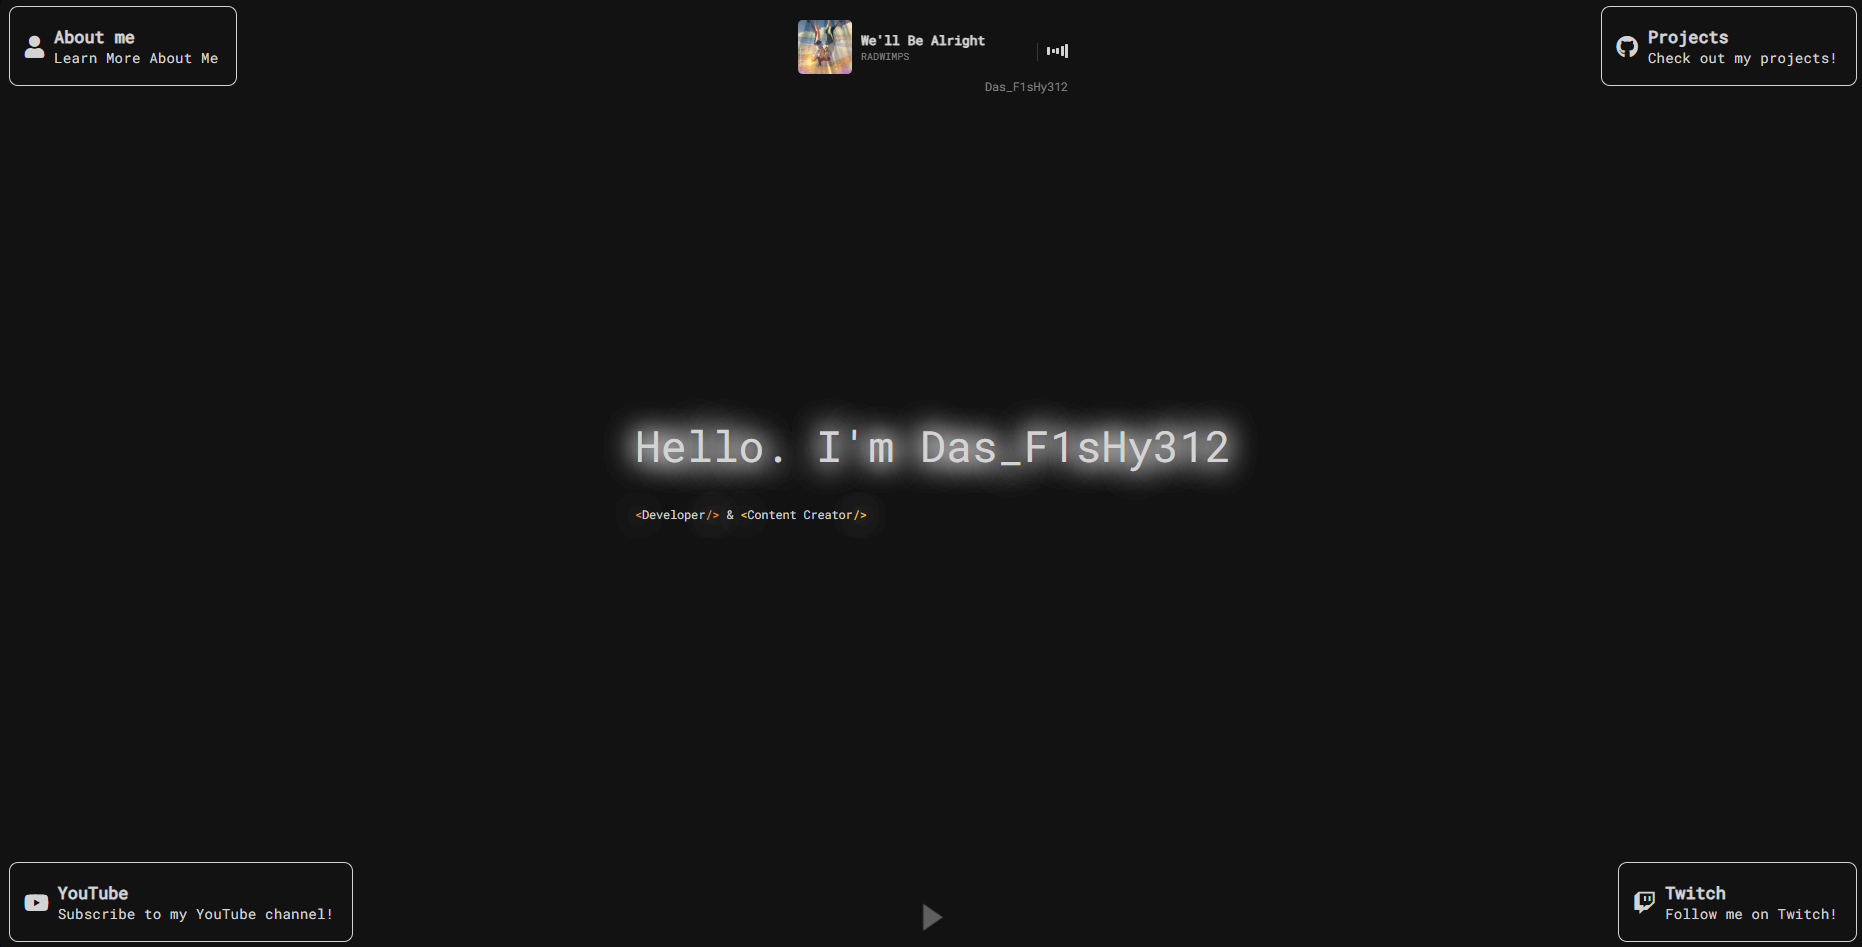 About me
Learn More About Me
We'll Be Alright
RADWIMPS
Das_F1sHy312
Projects
Check out my projects!
Hello. I'm Das_F1sHy312
<Developer/> & <Content Creator/>
YouTube
Subscribe to my YouTube channel!
Twitch
Follow me on Twitch!